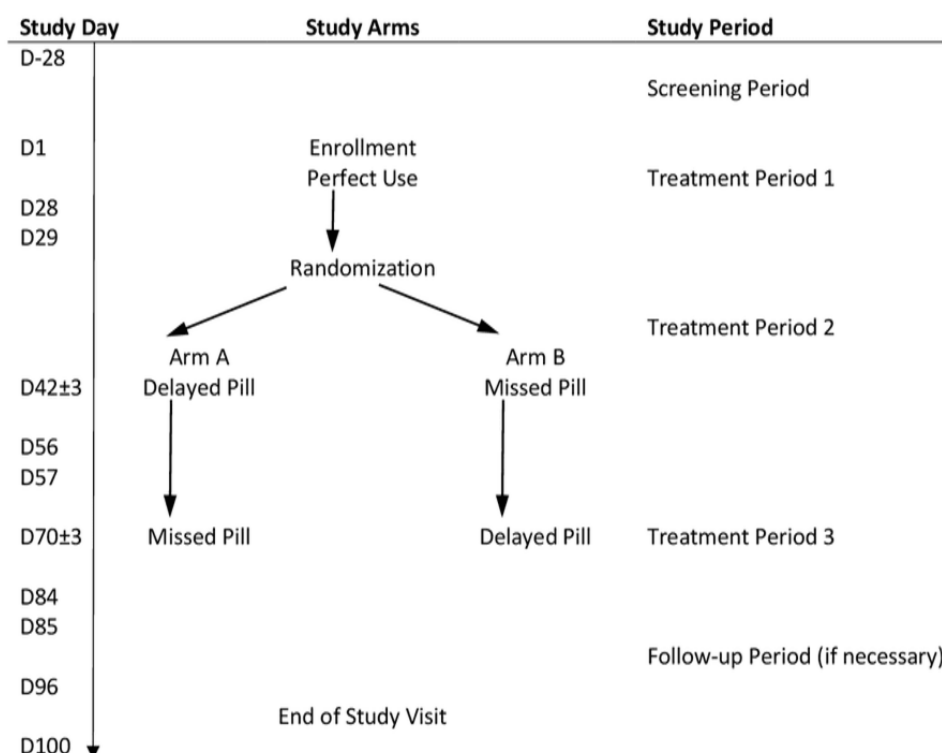 Study Day Study Arms Study Period
D-28
Screening Period
D1 Enrollment
Perfect Use Treatment Period 1
D28
D29
Randomization
Treatment Period 2
Arm A Arm B
D42±3 Delayed Pill Missed Pill
D56
D57
D70±3 Missed Pill Delayed Pill Treatment Period 3
D84
D85
Follow-up Period (if necessary)
D96
End of Study Visit
D100